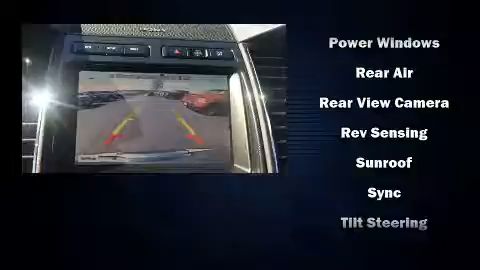 Power Windows
Rear Air
Rear View Camera
Rev Sensing
Sunroof
Sync
Tilt Steering